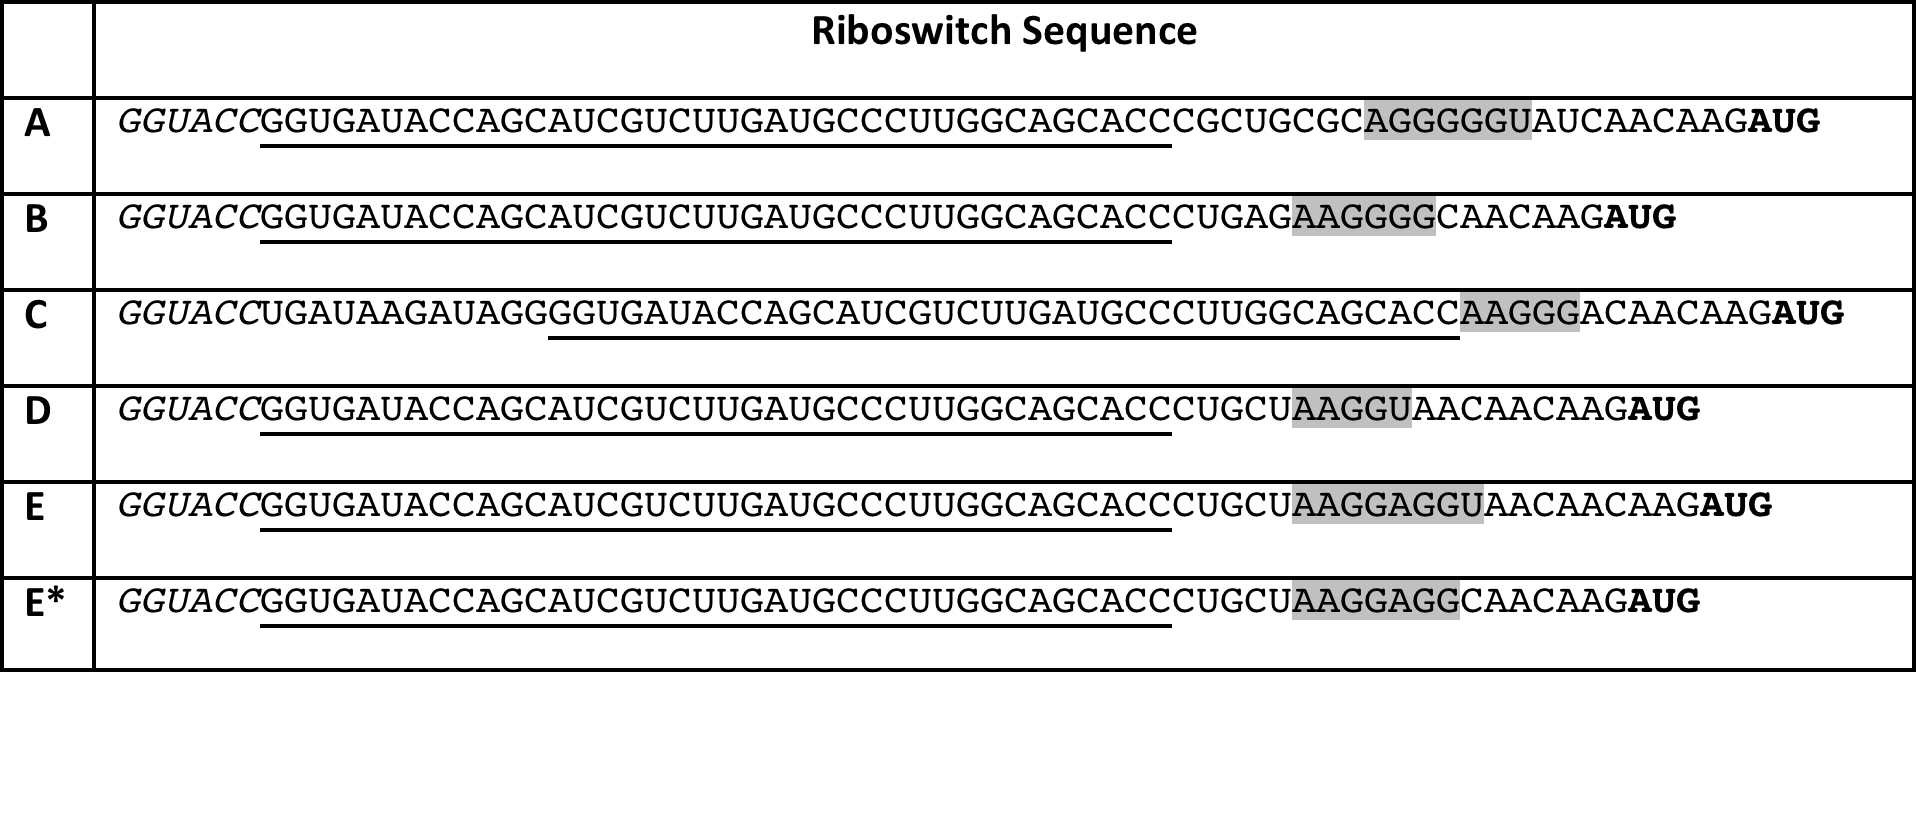 Riboswitch Sequence
A GGUACCGGUGAUACCAGCAUCGUCUUGAUGCCCUUGGCAGCACCCGCUGCGCAGGGGGUAUCAACAAGAUG
B GGUACCGGUGAUACCAGCAUCGUCUUGAUGCCCUUGGCAGCACCCUGAGAAGGGGCAACAAGAUG
C GGUACCUGAUAAGAUAGGGGUGAUACCAGCAUCGUCUUGAUGCCCUUGGCAGCACCAAGGGACAACAAGAUG
D GGUACCGGUGAUACCAGCAUCGUCUUGAUGCCCUUGGCAGCACCCUGCUAAGGUAACAACAAGAUG
E GGUACCGGUGAUACCAGCAUCGUCUUGAUGCCCUUGGCAGCACCCUGCUAAGGAGGUAACAACAAGAUG
E* GGUACCGGUGAUACCAGCAUCGUCUUGAUGCCCUUGGCAGCACCCUGCUAAGGAGGCAACAAGAUG